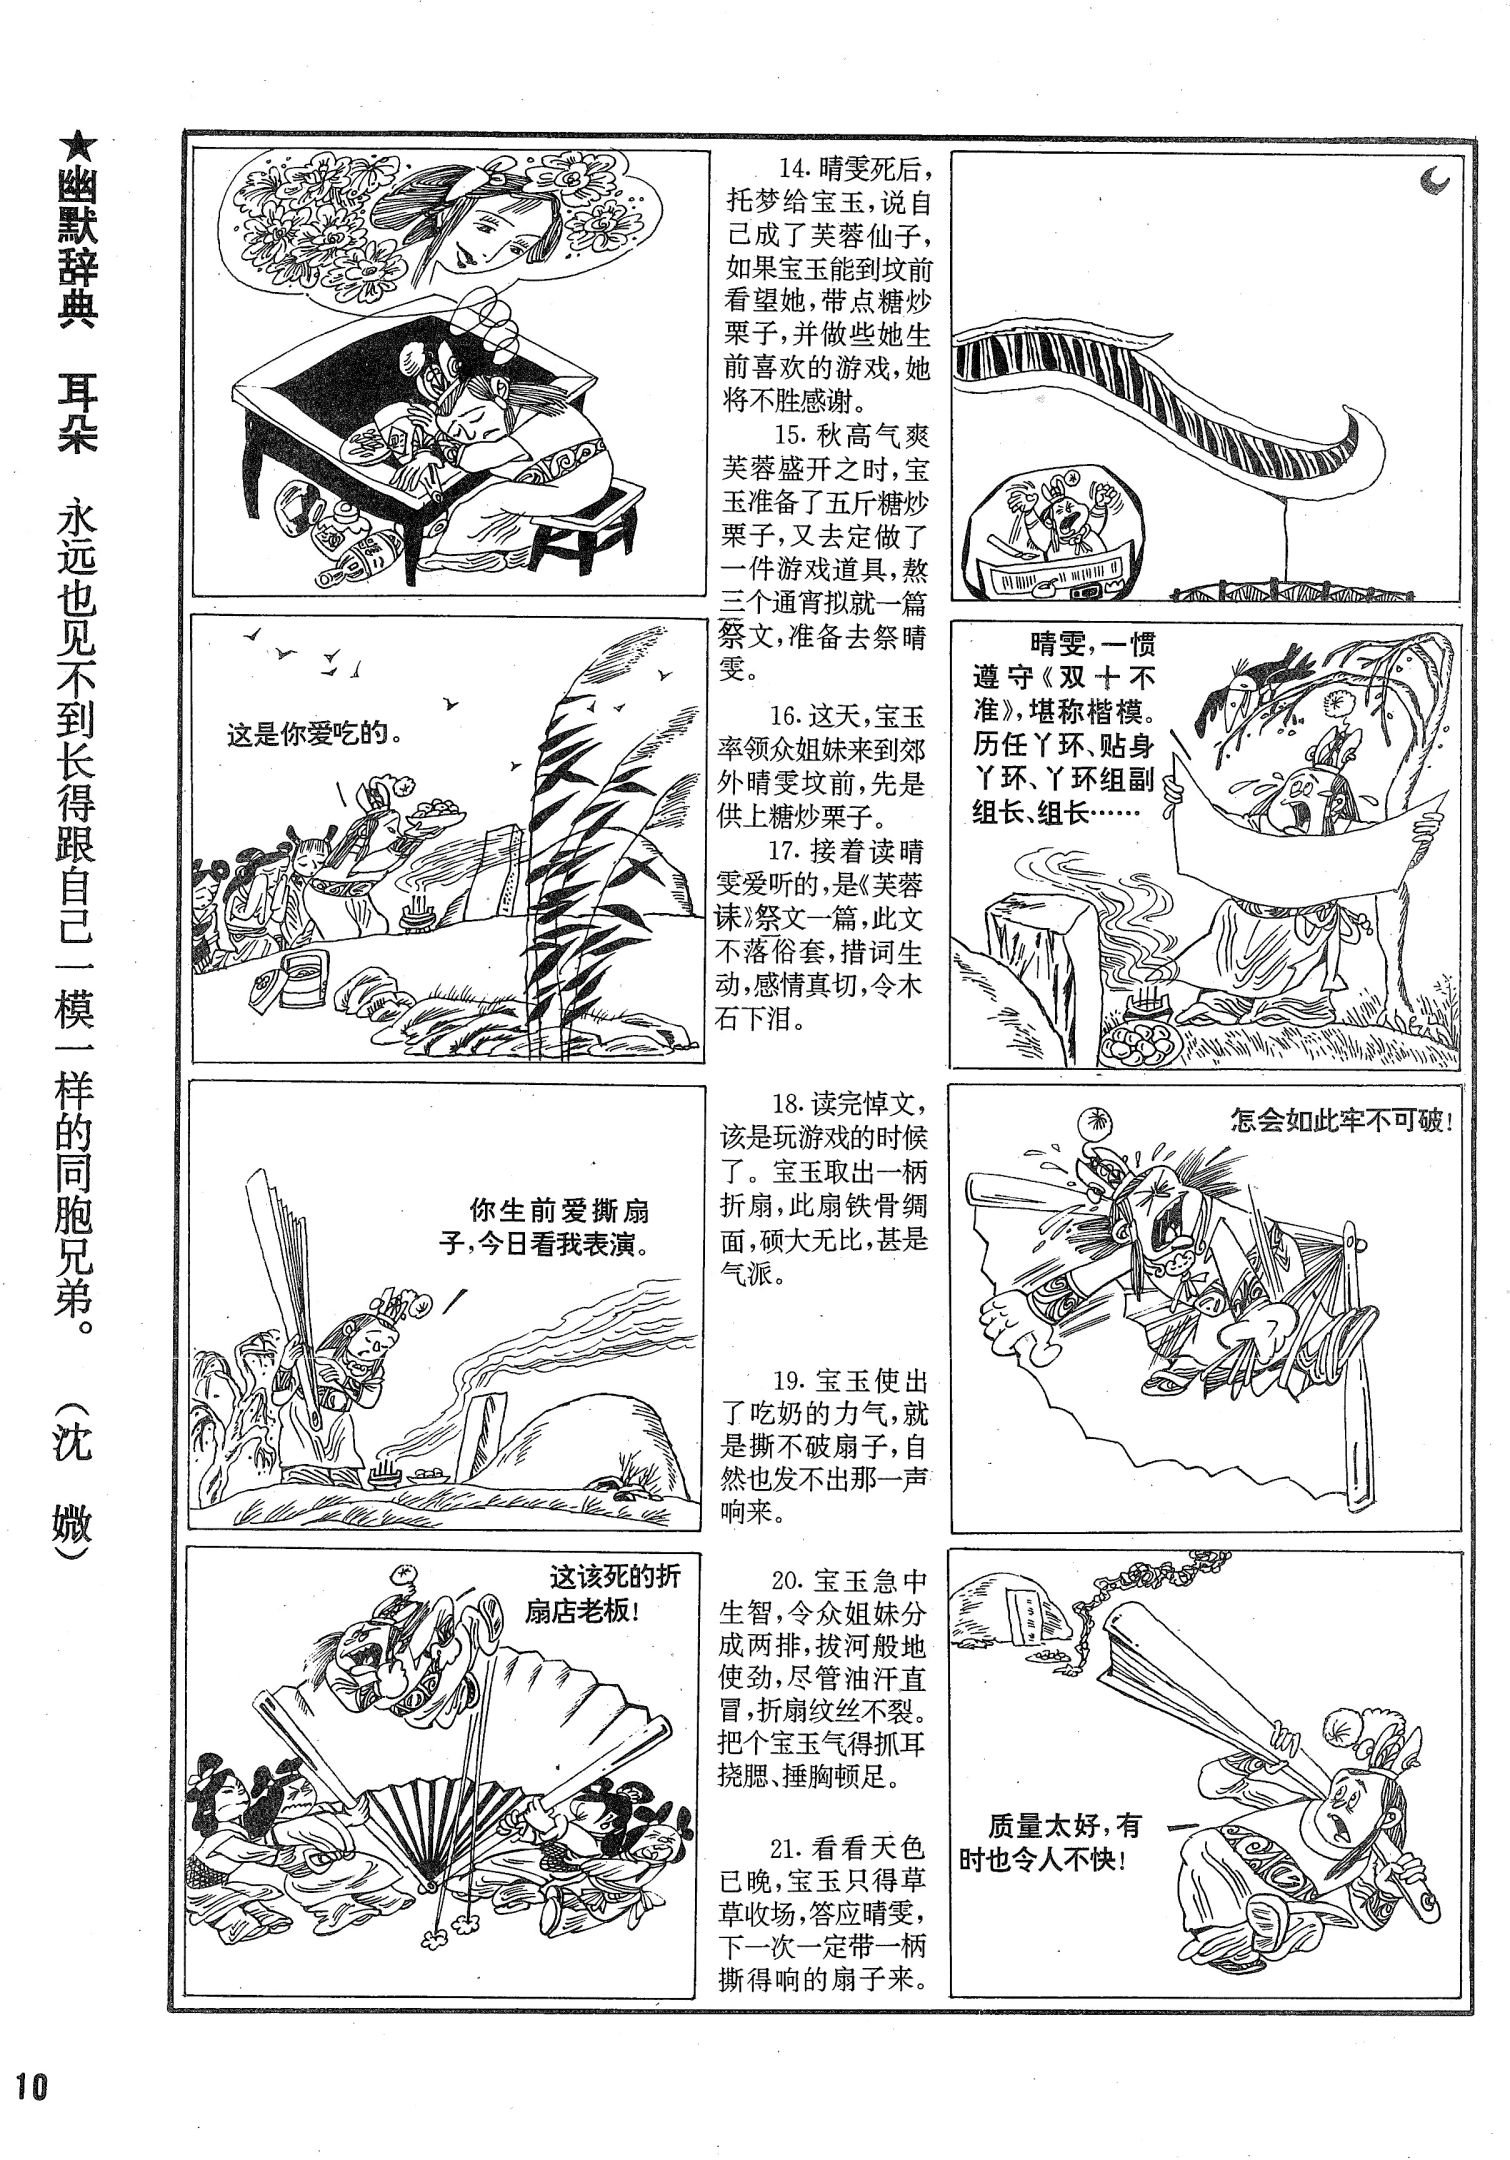 ★幽默辞典 耳朵 永远也见不到长得跟自己一模一样的同胞兄弟。 （沈 媺）
14. 晴雯死后，
托梦给宝玉，说自
己成了芙蓉仙子，
如果宝玉能到坟前
看望她，带点糖炒
栗子，并做些她生
前喜欢的游戏，她
将不胜感谢。
15. 秋高气爽
芙蓉盛开之时，宝
玉准备了五斤糖炒
栗子，又去定做了
一件游戏道具，熬
三个通宵拟就一篇
祭文，准备去祭晴
雯。
这是你爱吃的。
16. 这天，宝玉
率领众姐妹来到郊
外晴雯坟前，先是
供上糖炒栗子。
17. 接着读晴
雯爱听的，是《芙蓉
诔》祭文一篇，此文
不落俗套，措词生
动，感情真切，令木
石下泪。
晴雯，一惯
遵守《双十不
准》，堪称楷模。
历任丫环、贴身
丫环、丫环组副
组长、组长……
你生前爱撕扇
子，今日看我表演。
18. 读完悼文，
该是玩游戏的时候
了。宝玉取出一柄
折扇，此扇铁骨绸
面，硕大无比，甚是
气派。
19. 宝玉使出
了吃奶的力气，就
是撕不破扇子，自
然也发不出那一声
响来。
怎会如此牢不可破！
这该死的折
扇店老板！
20. 宝玉急中
生智，令众姐妹分
成两排，拔河般地
使劲，尽管油汗直
冒，折扇纹丝不裂。
把个宝玉气得抓耳
挠腮、捶胸顿足。
21. 看看天色
已晚，宝玉只得草
草收场，答应晴雯，
下一次一定带一柄
撕得响的扇子来。
质量太好，有
时也令人不快！
10